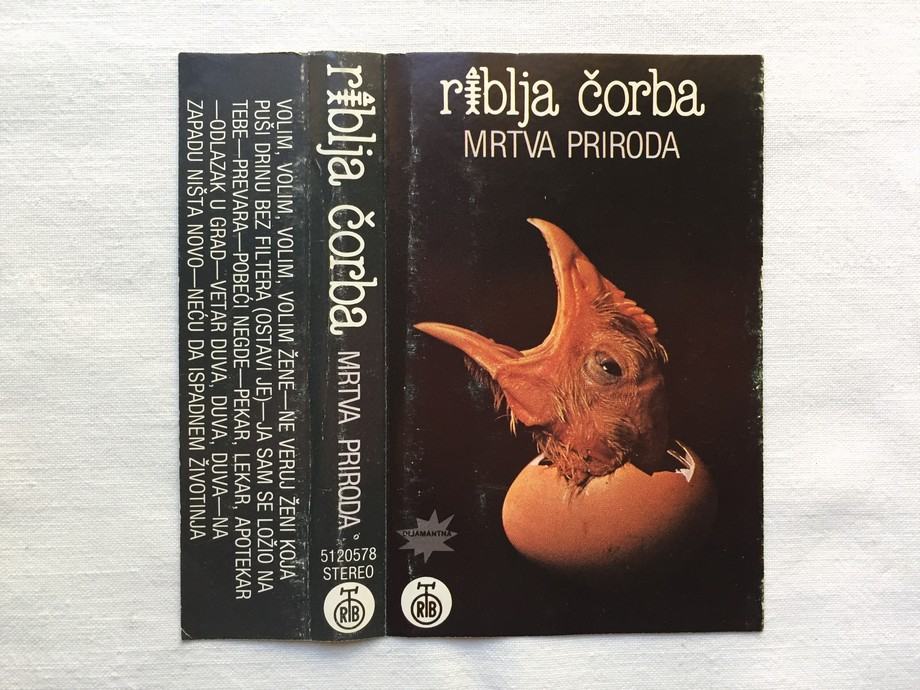 riblja čorba
MRTVA PRIRODA
DIJAMANTNA
RTB
riblja čorba MRTVA PRIRODA
5120578
STEREO
RTB
VOLIM, VOLIM, VOLIM, VOLIM ŽENE—NE VERUJ ŽENI KOJA
PUŠI DRINU BEZ FILTERA (OSTAVI JE)—JA SAM SE LOŽIO NA
TEBE—PREVARA—POBEĆI NEGDE—PEKAR, LEKAR, APOTEKAR
—ODLAZAK U GRAD—VETAR DUVA, DUVA, DUVA—NA
ZAPADU NIŠTA NOVO—NEĆU DA ISPADNEM ŽIVOTINJA